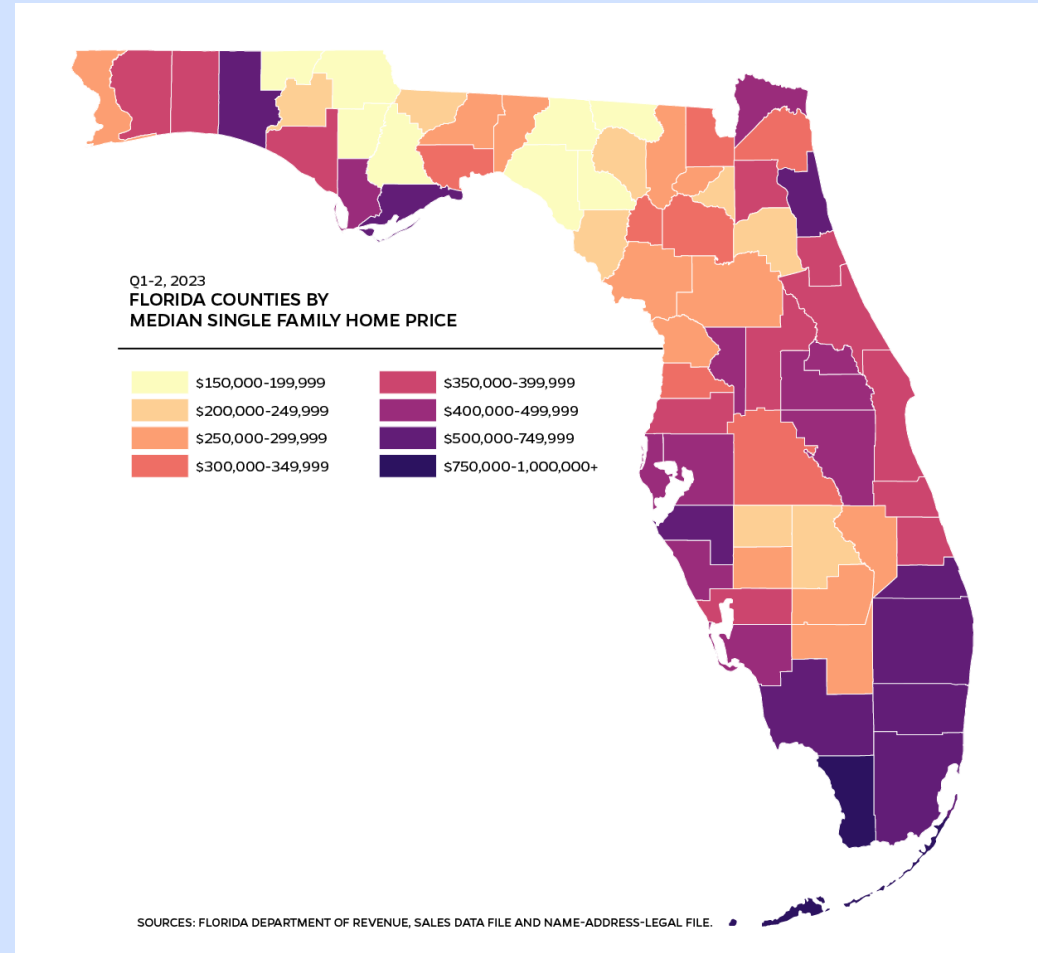 Q1-2, 2023
FLORIDA COUNTIES BY
MEDIAN SINGLE FAMILY HOME PRICE
$150,000-199,999
$200,000-249,999
$250,000-299,999
$300,000-349,999
$350,000-399,999
$400,000-499,999
$500,000-749,999
$750,000-1,000,000+
SOURCES: FLORIDA DEPARTMENT OF REVENUE, SALES DATA FILE AND NAME-ADDRESS-LEGAL FILE.